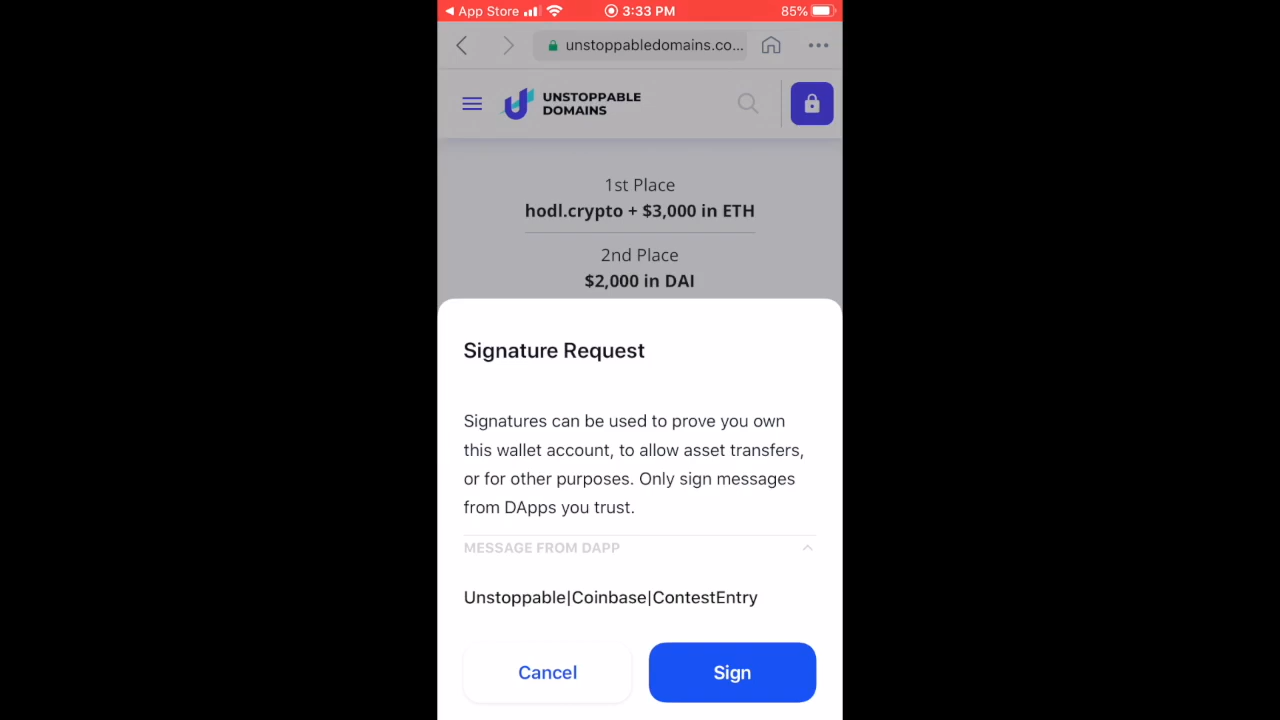 App Store 3:33 PM 85%
unstoppabledomains.co...
UNSTOPPABLE
DOMAINS
1st Place
hodl.crypto + $3,000 in ETH
2nd Place
$2,000 in DAI
Signature Request
Signatures can be used to prove you own
this wallet account, to allow asset transfers,
or for other purposes. Only sign messages
from DApps you trust.
MESSAGE FROM DAPP
Unstoppable|Coinbase|ContestEntry
Cancel Sign